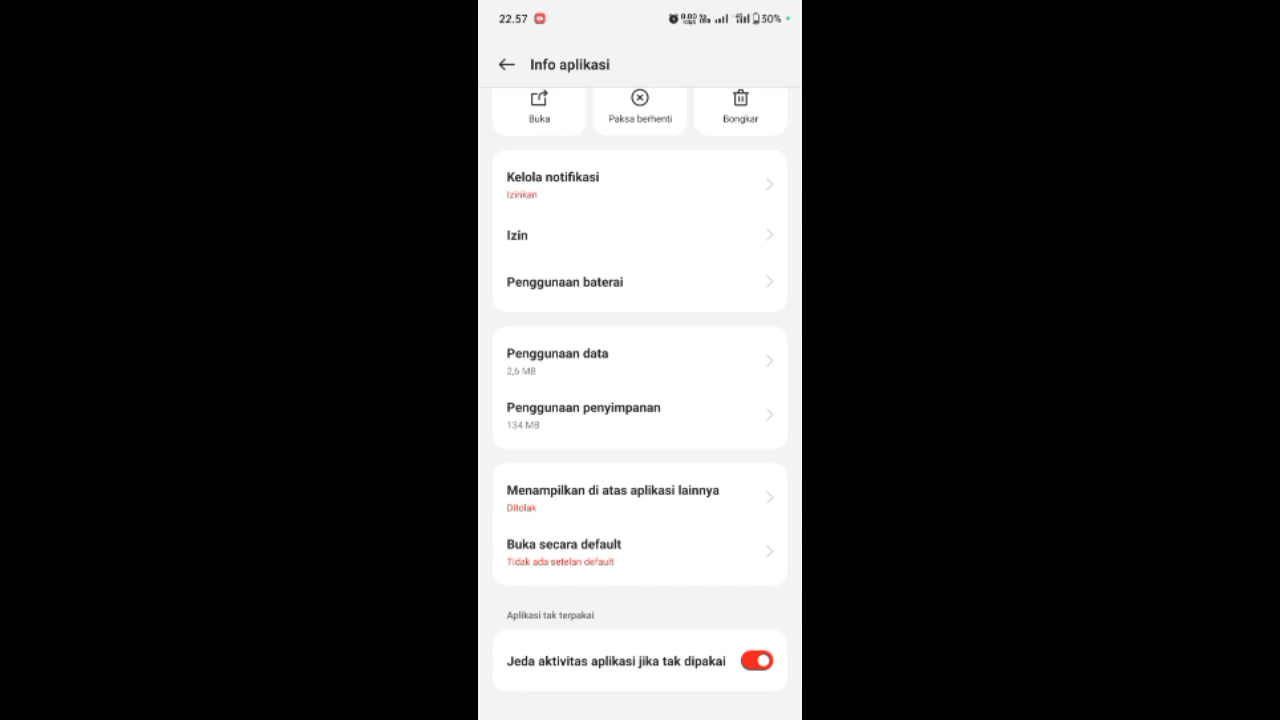 22.57 30%
Info aplikasi
Buka Paksa berhenti Bongkar
Kelola notifikasi
Izinkan
Izin
Penggunaan baterai
Penggunaan data
2,6 MB
Penggunaan penyimpanan
134 MB
Menampilkan di atas aplikasi lainnya
Ditolak
Buka secara default
Tidak ada setelan default
Aplikasi tak terpakai
Jeda aktivitas aplikasi jika tak dipakai